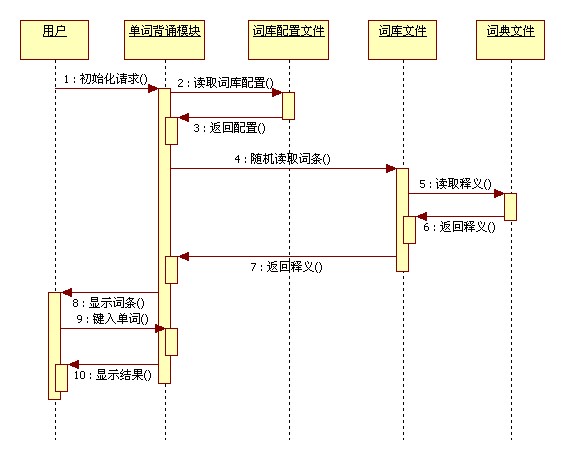 用户
单词背诵模块
词库配置文件
词库文件
词典文件
1 : 初始化请求()
2 : 读取词库配置()
3 : 返回配置()
4 : 随机读取词条()
5 : 读取释义()
6 : 返回释义()
7 : 返回释义()
8 : 显示词条()
9 : 键入单词()
10 : 显示结果()